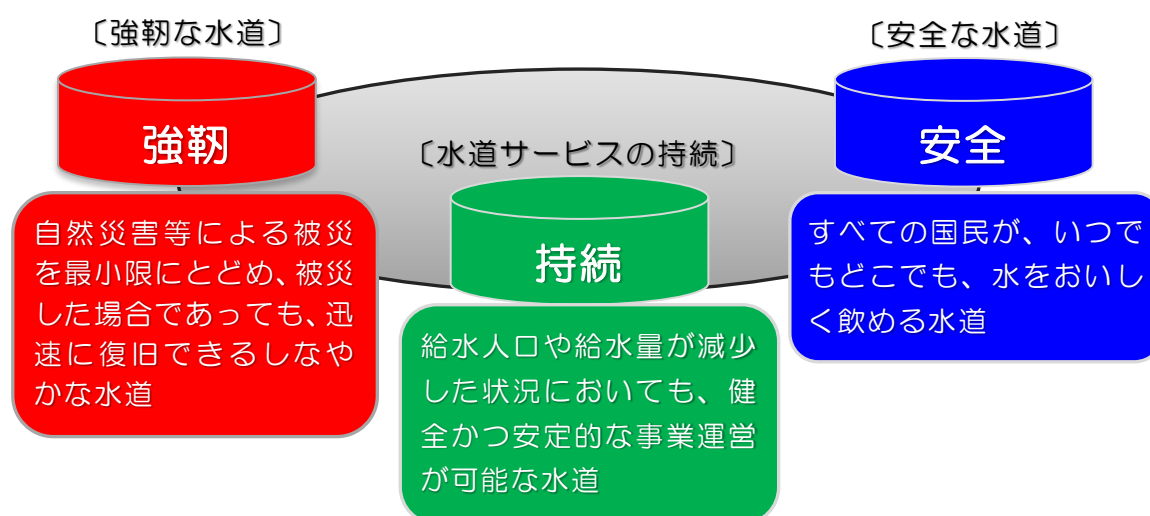 〔強靭な水道〕
強靭
自然災害等による被災
を最小限にとどめ、被災
した場合であっても、迅
速に復旧できるしなや
かな水道
〔水道サービスの持続〕
持続
給水人口や給水量が減少
した状況においても、健
全かつ安定的な事業運営
が可能な水道
〔安全な水道〕
安全
すべての国民が、いつで
もどこでも、水をおいし
く飲める水道